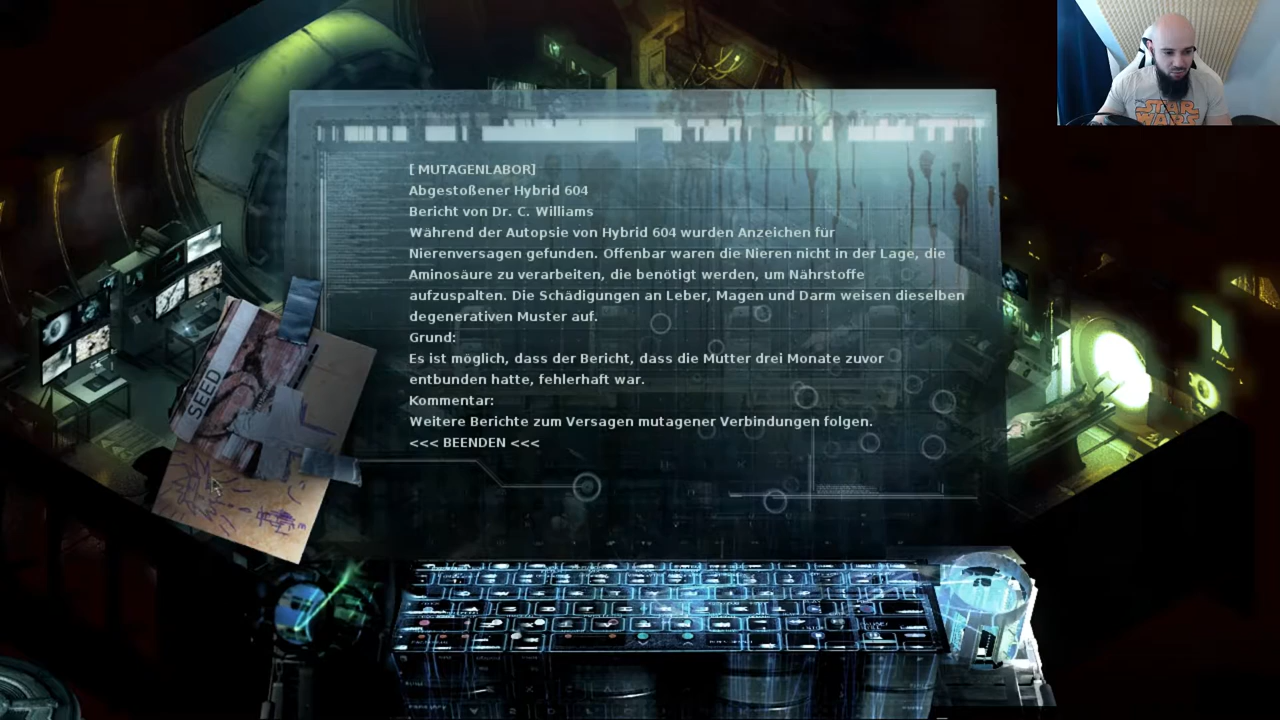 [ MUTAGENLABOR]
Abgestoßener Hybrid 604
Bericht von Dr. C. Williams
Während der Autopsie von Hybrid 604 wurden Anzeichen für
Nierenversagen gefunden. Offenbar waren die Nieren nicht in der Lage, die
Aminosäure zu verarbeiten, die benötigt werden, um Nährstoffe
aufzuspalten. Die Schädigungen an Leber, Magen und Darm weisen dieselben
degenerativen Muster auf.
Grund:
Es ist möglich, dass der Bericht, dass die Mutter drei Monate zuvor
entbunden hatte, fehlerhaft war.
Kommentar:
Weitere Berichte zum Versagen mutagener Verbindungen folgen.
<<< BEENDEN <<<
SEED
STAR
WARS